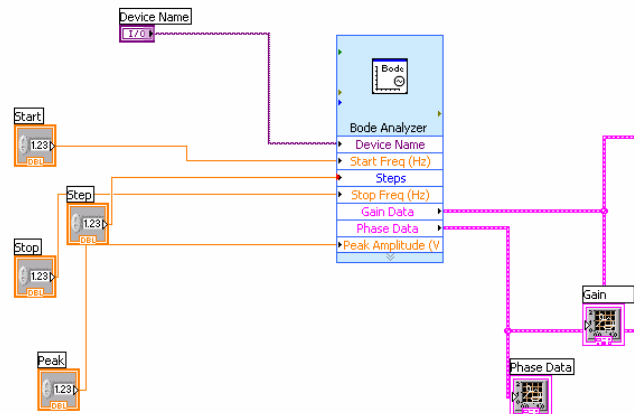 Device Name
I/O
Bode
Start
1.23
DBL
Bode Analyzer
Device Name
Start Freq (Hz)
Steps
Stop Freq (Hz)
Gain Data
Phase Data
Peak Amplitude (V
Step
1.23
DBL
Stop
1.23
DBL
Gain
Peak
1.23
DBL
Phase Data